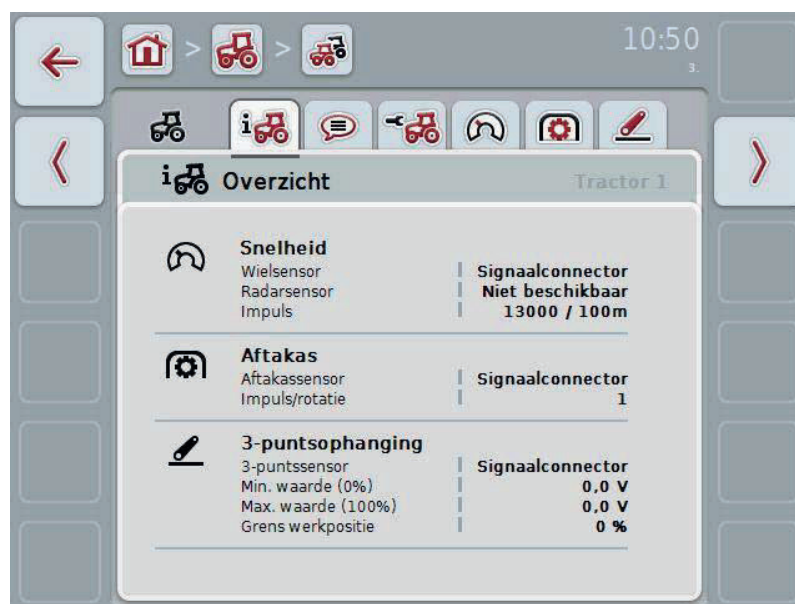 10:50
3.
Overzicht Tractor 1
Snelheid
Wielsensor Signaalconnector
Radarsensor Niet beschikbaar
Impuls 13000 / 100m
Aftakas
Aftakassensor Signaalconnector
Impuls/rotatie 1
3-puntsophanging
3-puntssensor Signaalconnector
Min. waarde (0%) 0,0 V
Max. waarde (100%) 0,0 V
Grens werkpositie 0 %